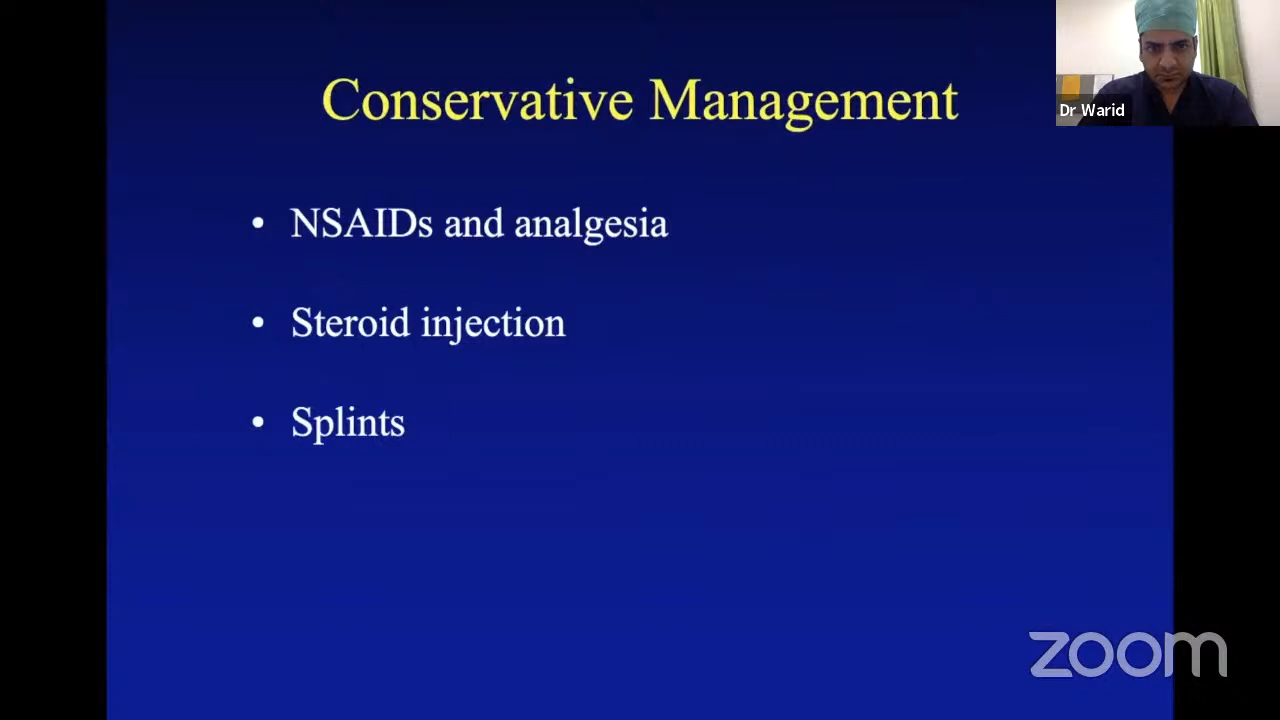 Conservative Management
Dr Warid
• NSAIDs and analgesia
• Steroid injection
• Splints
zoom